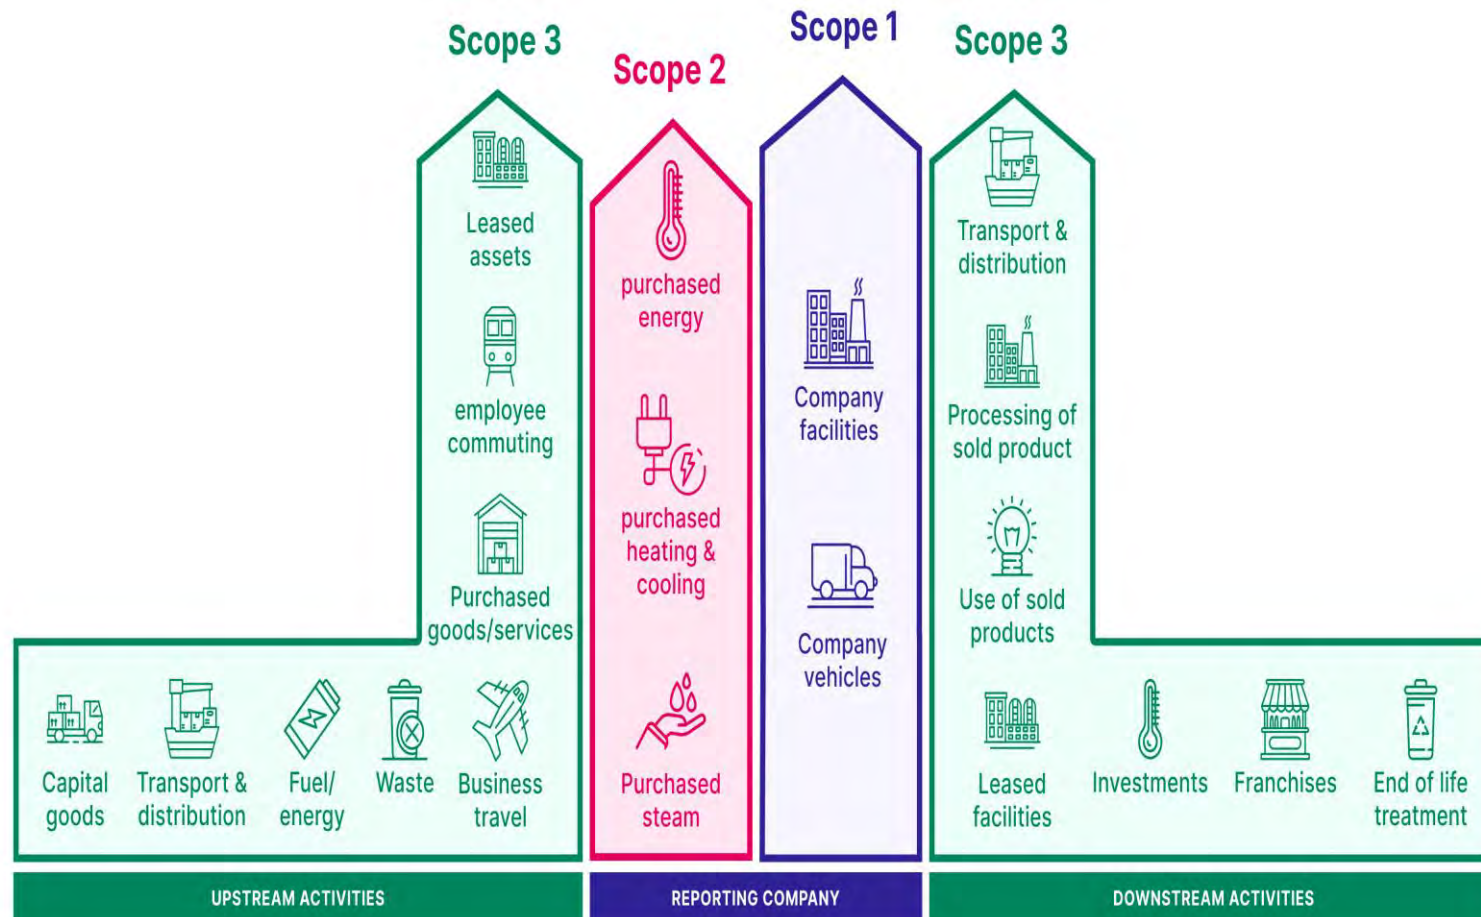 Scope 3
Scope 2
Scope 1
Scope 3
Leased
assets
employee
commuting
Purchased
goods/services
Capital
goods
Transport &
distribution
Fuel/
energy
Waste
Business
travel
purchased
energy
purchased
heating &
cooling
Purchased
steam
Company
facilities
Company
vehicles
Transport &
distribution
Processing of
sold product
Use of sold
products
Leased
facilities
Investments
Franchises
End of life
treatment
UPSTREAM ACTIVITIES
REPORTING COMPANY
DOWNSTREAM ACTIVITIES